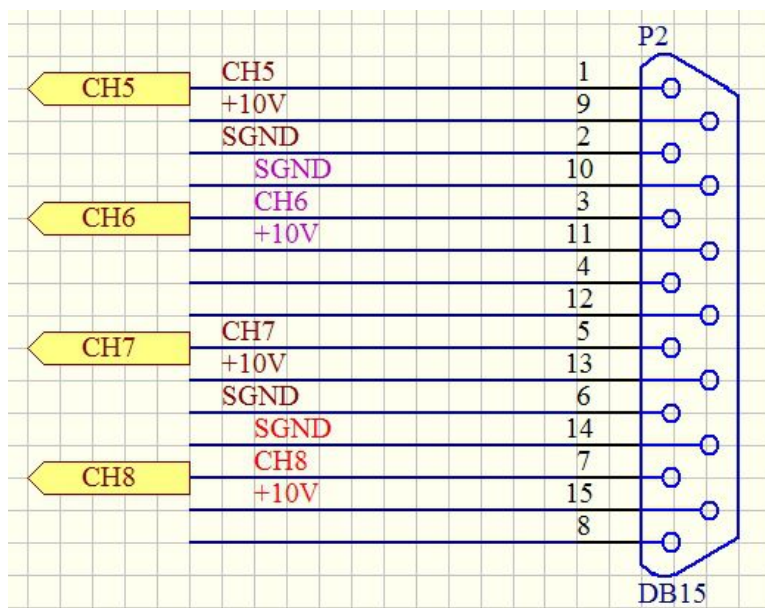 P2
CH5 CH5 1
+10V 9
SGND 2
SGND 10
CH6 CH6 3
+10V 11
4
12
CH7 CH7 5
+10V 13
SGND 6
SGND 14
CH8 CH8 7
+10V 15
8
DB15